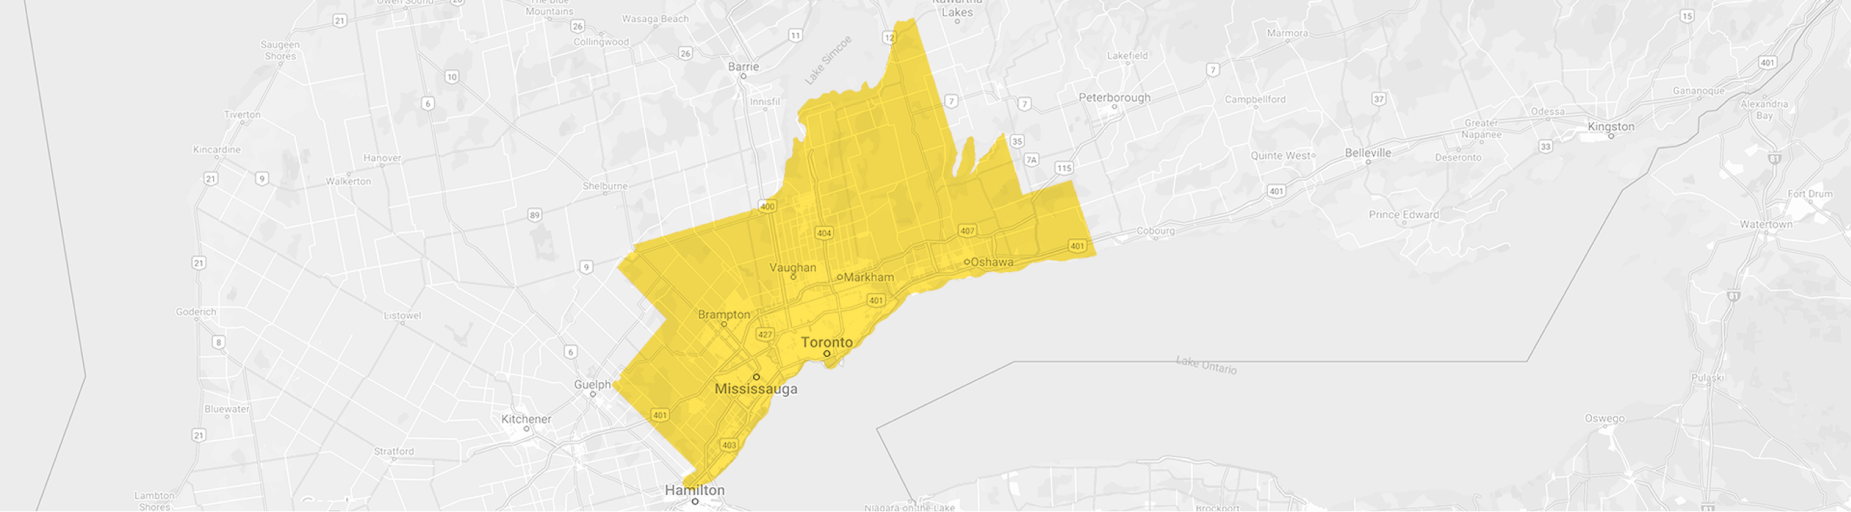 Owen Sound
The Blue
Mountains
Kawartha
Lakes
21
26
Wasaga Beach
15
11
12
Marmora
Collingwood
Saugeen
Shores
26
Barrie
Lake Simcoe
Lakefield
401
10
7
Gananoque
Innisfil
6
7
7
Peterborough
Campbellford
37
Odessa
Alexandria
Bay
Tiverton
Greater
Napanee
Kingston
35
Kincardine
Hanover
7A
Quinte West
Belleville
Deseronto
33
81
21
9
Walkerton
Shelburne
115
401
Fort Drum
400
89
Prince Edward
Watertown
404
407
Cobourg
401
21
9
Vaughan
Markham
Oshawa
81
401
Goderich
Listowel
Brampton
427
8
6
Toronto
Lake Ontario
Guelph
Mississauga
Pulaski
Bluewater
401
Kitchener
Oswego
21
403
Stratford
Hamilton
Lambton
Shores
Niagara-on-the-Lake
Brockport